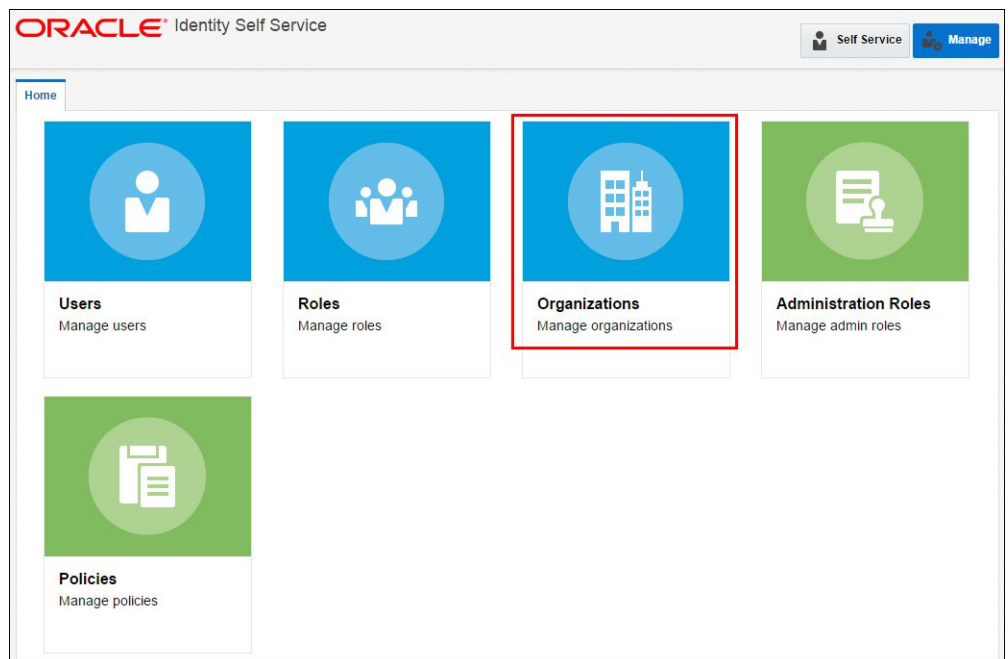 ORACLE® Identity Self Service
Self Service
Manage
Home
Users
Manage users
Roles
Manage roles
Organizations
Manage organizations
Administration Roles
Manage admin roles
Policies
Manage policies